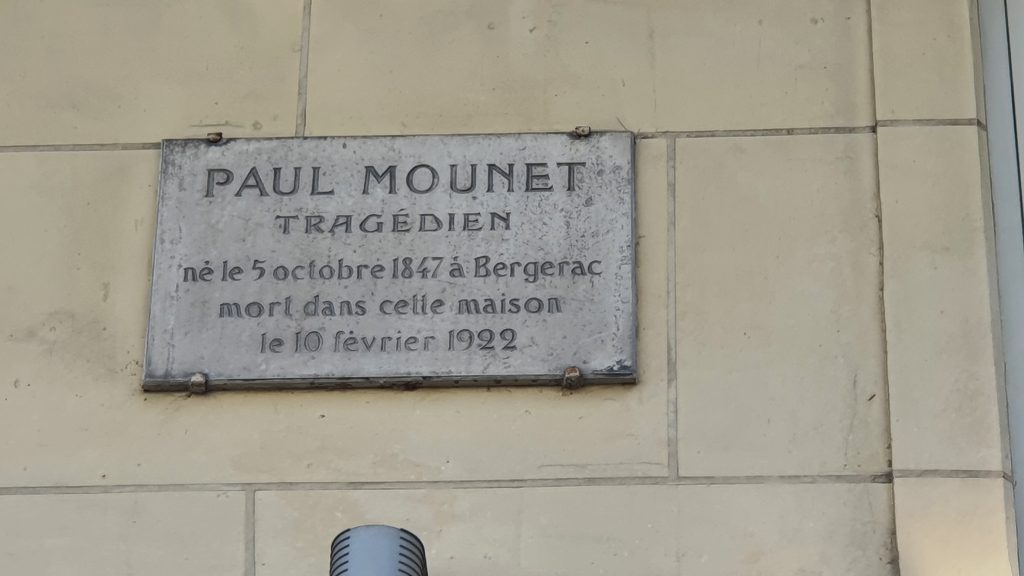 PAUL MOUNET
TRAGÉDIEN
né le 5 octobre 1847 à Bergerac
mort dans cette maison
le 10 février 1922